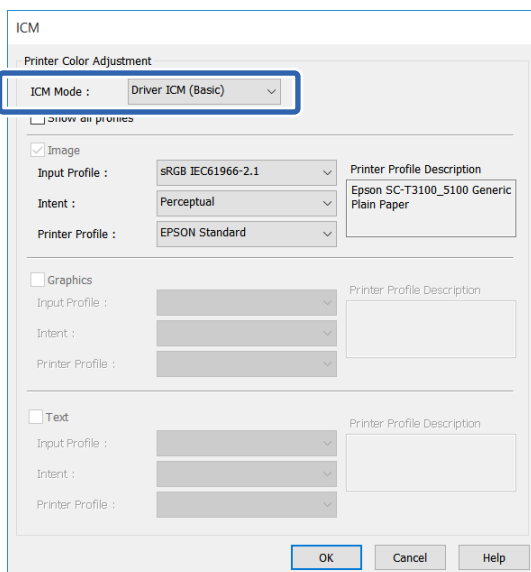 ICM
Printer Color Adjustment
ICM Mode : Driver ICM (Basic)
Show all profiles
Image
Input Profile : sRGB IEC61966-2.1
Intent : Perceptual
Printer Profile : EPSON Standard
Printer Profile Description
Epson SC-T3100_5100 Generic
Plain Paper
Graphics
Input Profile :
Intent :
Printer Profile :
Printer Profile Description
Text
Input Profile :
Intent :
Printer Profile :
Printer Profile Description
OK Cancel Help